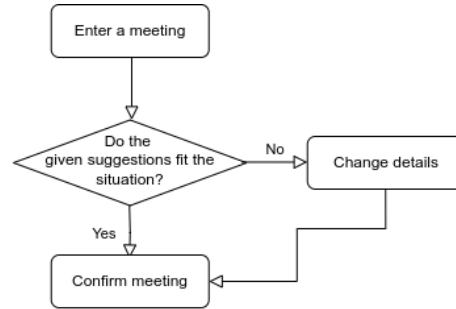 Enter a meeting
Do the
given suggestions fit the
situation?
No
Change details
Yes
Confirm meeting